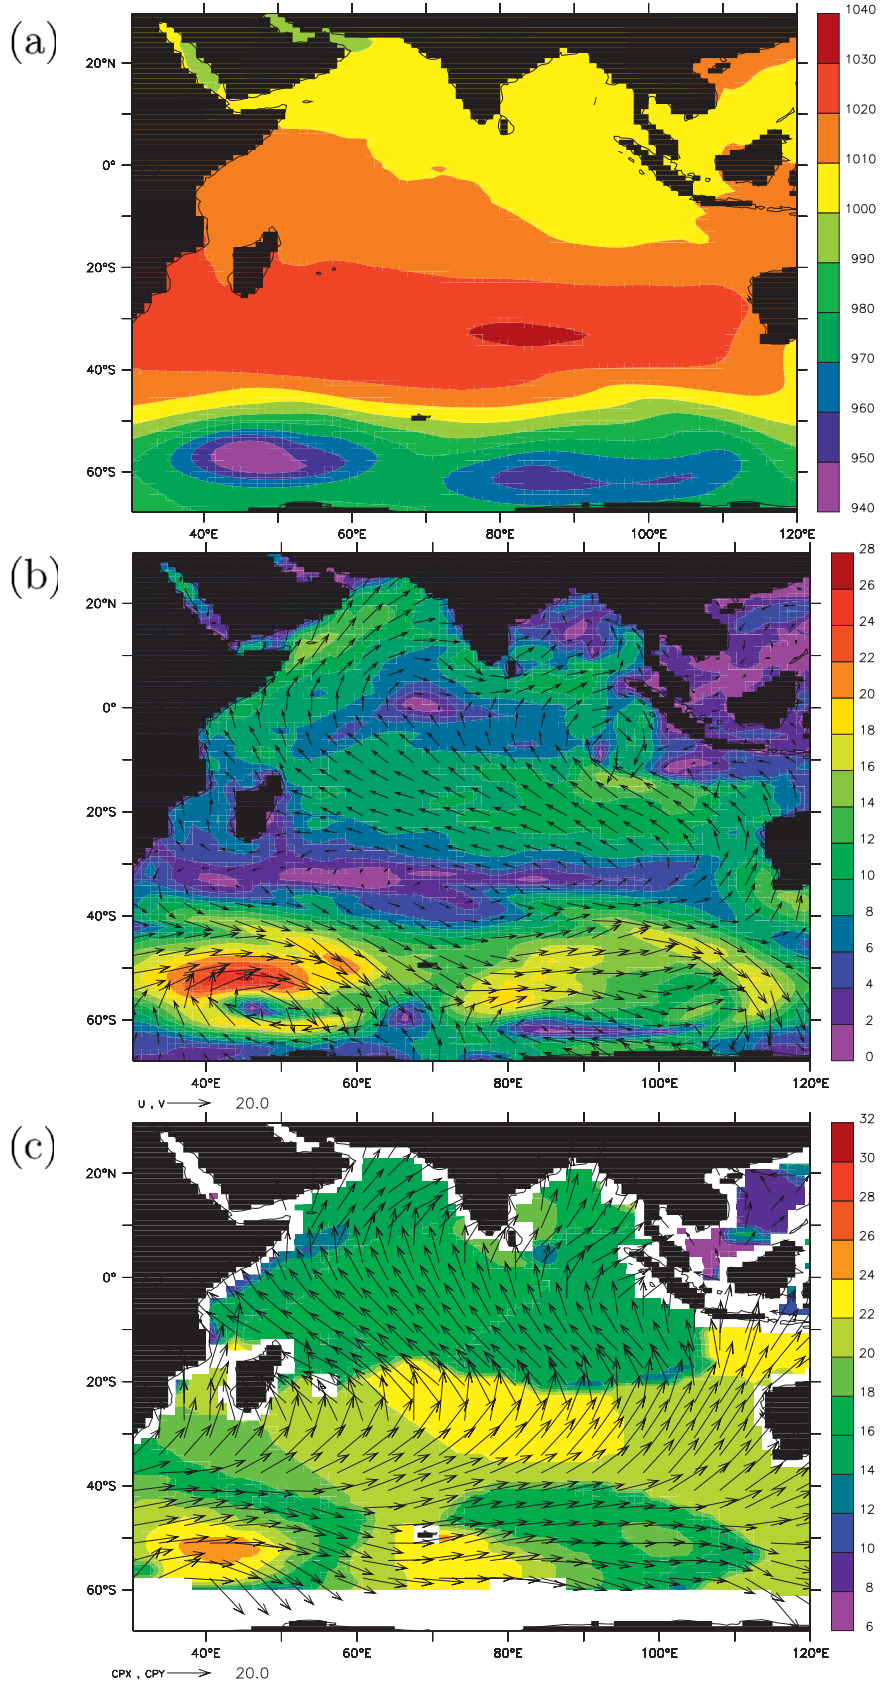 (a)
1040
1030
1020
1010
1000
990
980
970
960
950
940
20°N
0°
20°S
40°S
60°S
40°E 60°E 80°E 100°E 120°E
(b)
28
26
24
22
20
18
16
14
12
10
8
6
4
2
0
20°N
0°
20°S
40°S
60°S
40°E 60°E 80°E 100°E 120°E
U , V 20.0
(c)
32
30
28
26
24
22
20
18
16
14
12
10
8
6
20°N
0°
20°S
40°S
60°S
40°E 60°E 80°E 100°E 120°E
CPX , CPY 20.0